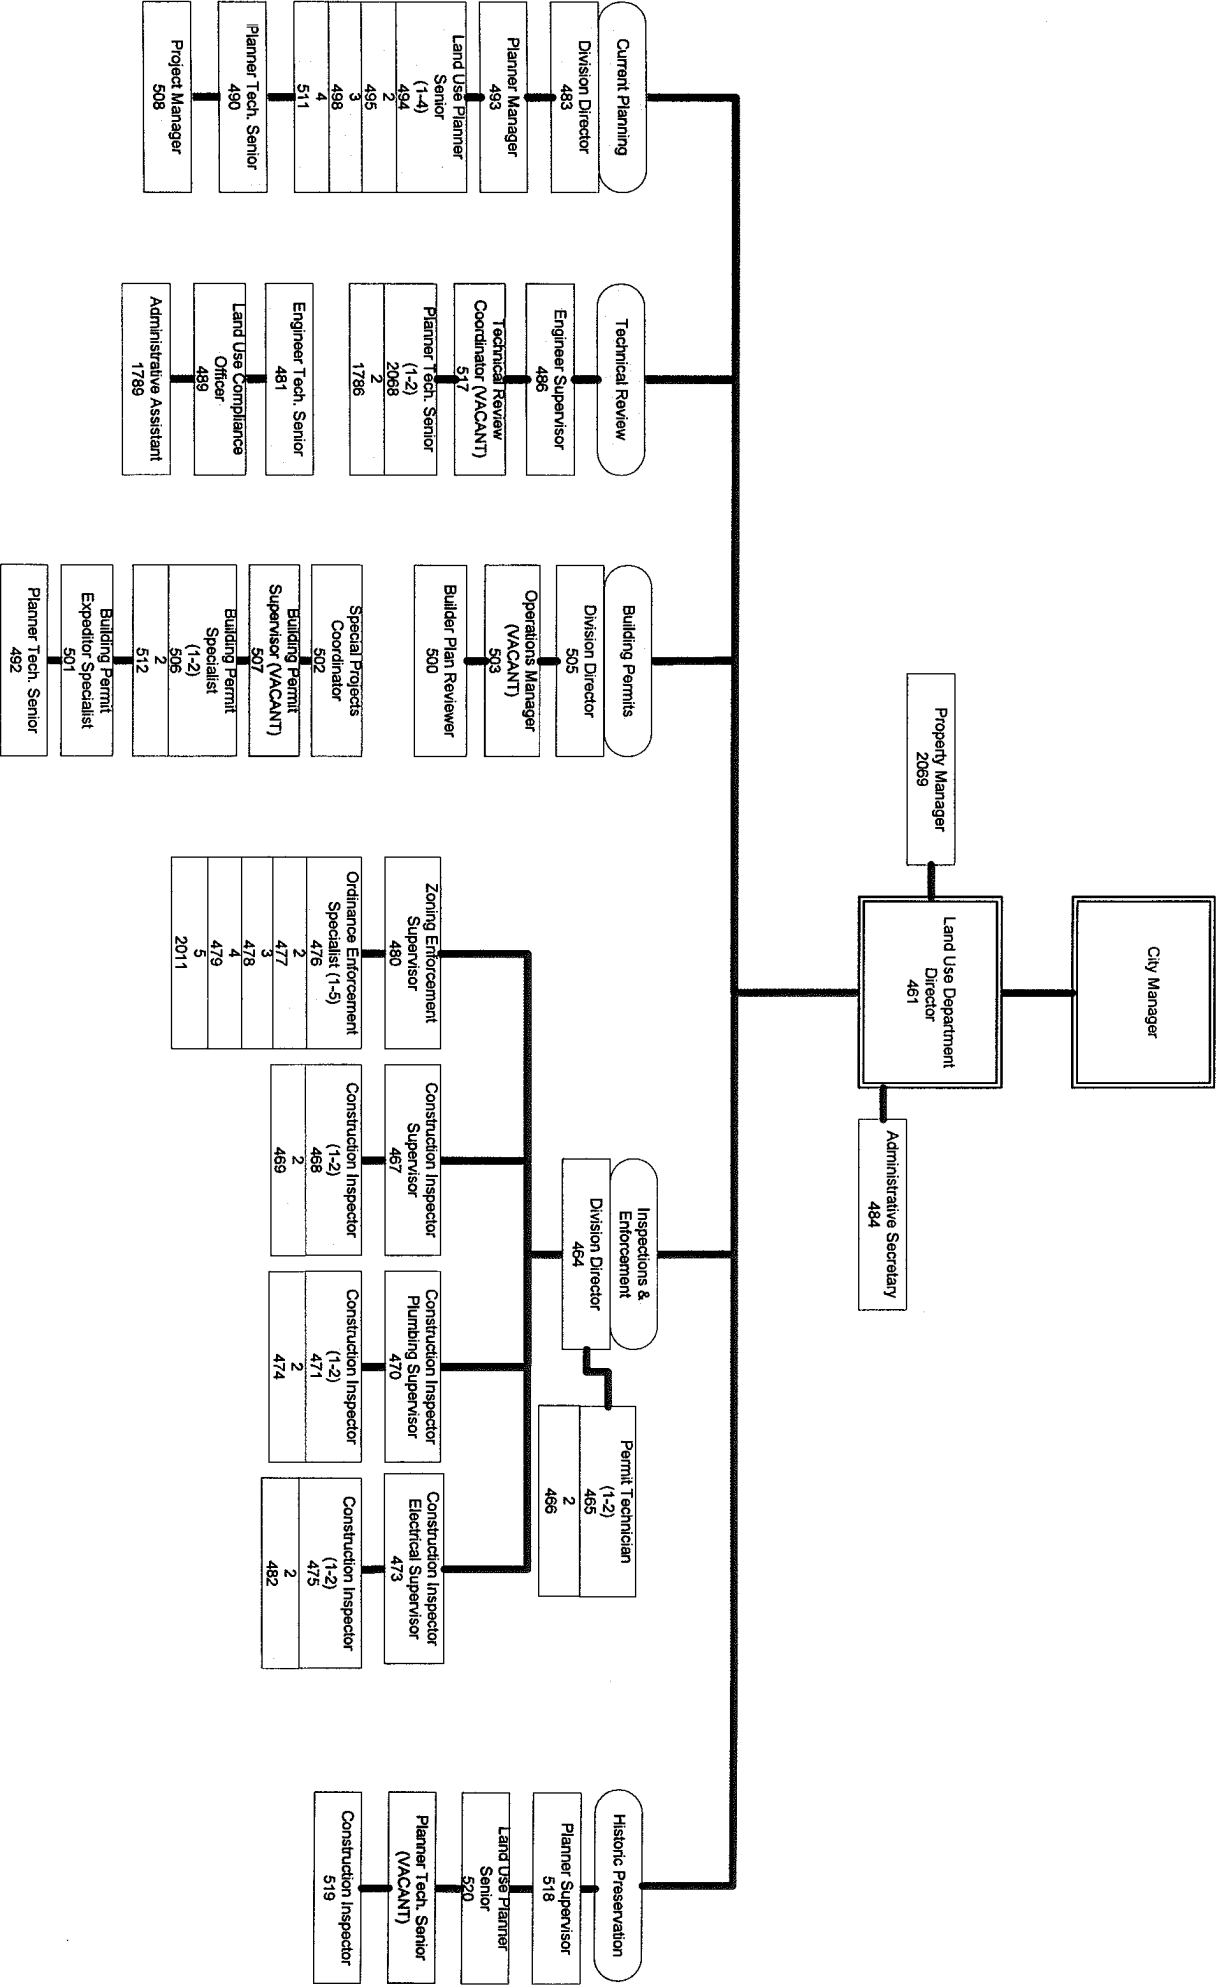 City Manager
Land Use Department
Director
461
Property Manager
2069
Administrative Secretary
484
Current Planning
Division Director
483
Planner Manager
493
Land Use Planner
Senior
(1-4)
494
2
495
3
498
4
511
Planner Tech. Senior
490
Project Manager
508
Technical Review
Engineer Supervisor
486
Technical Review
Coordinator (VACANT)
517
Planner Tech. Senior
(1-2)
2068
2
1786
Engineer Tech. Senior
481
Land Use Compliance
Officer
489
Administrative Assistant
1789
Building Permits
Division Director
505
Operations Manager
(VACANT)
503
Builder Plan Reviewer
500
Special Projects
Coordinator
502
Building Permit
Supervisor (VACANT)
507
Building Permit
Specialist
(1-2)
506
2
512
Building Permit
Expeditor Specialist
501
Planner Tech. Senior
492
Inspections &
Enforcement
Division Director
464
Permit Technician
(1-2)
465
2
466
Zoning Enforcement
Supervisor
480
Ordinance Enforcement
Specialist (1-5)
476
2
477
3
478
4
479
5
2011
Construction Inspector
Supervisor
467
Construction Inspector
(1-2)
468
2
469
Construction Inspector
Plumbing Supervisor
470
Construction Inspector
(1-2)
471
2
474
Construction Inspector
Electrical Supervisor
473
Construction Inspector
(1-2)
475
2
482
Historic Preservation
Planner Supervisor
518
Land Use Planner
Senior
520
Planner Tech. Senior
(VACANT)
Construction Inspector
519